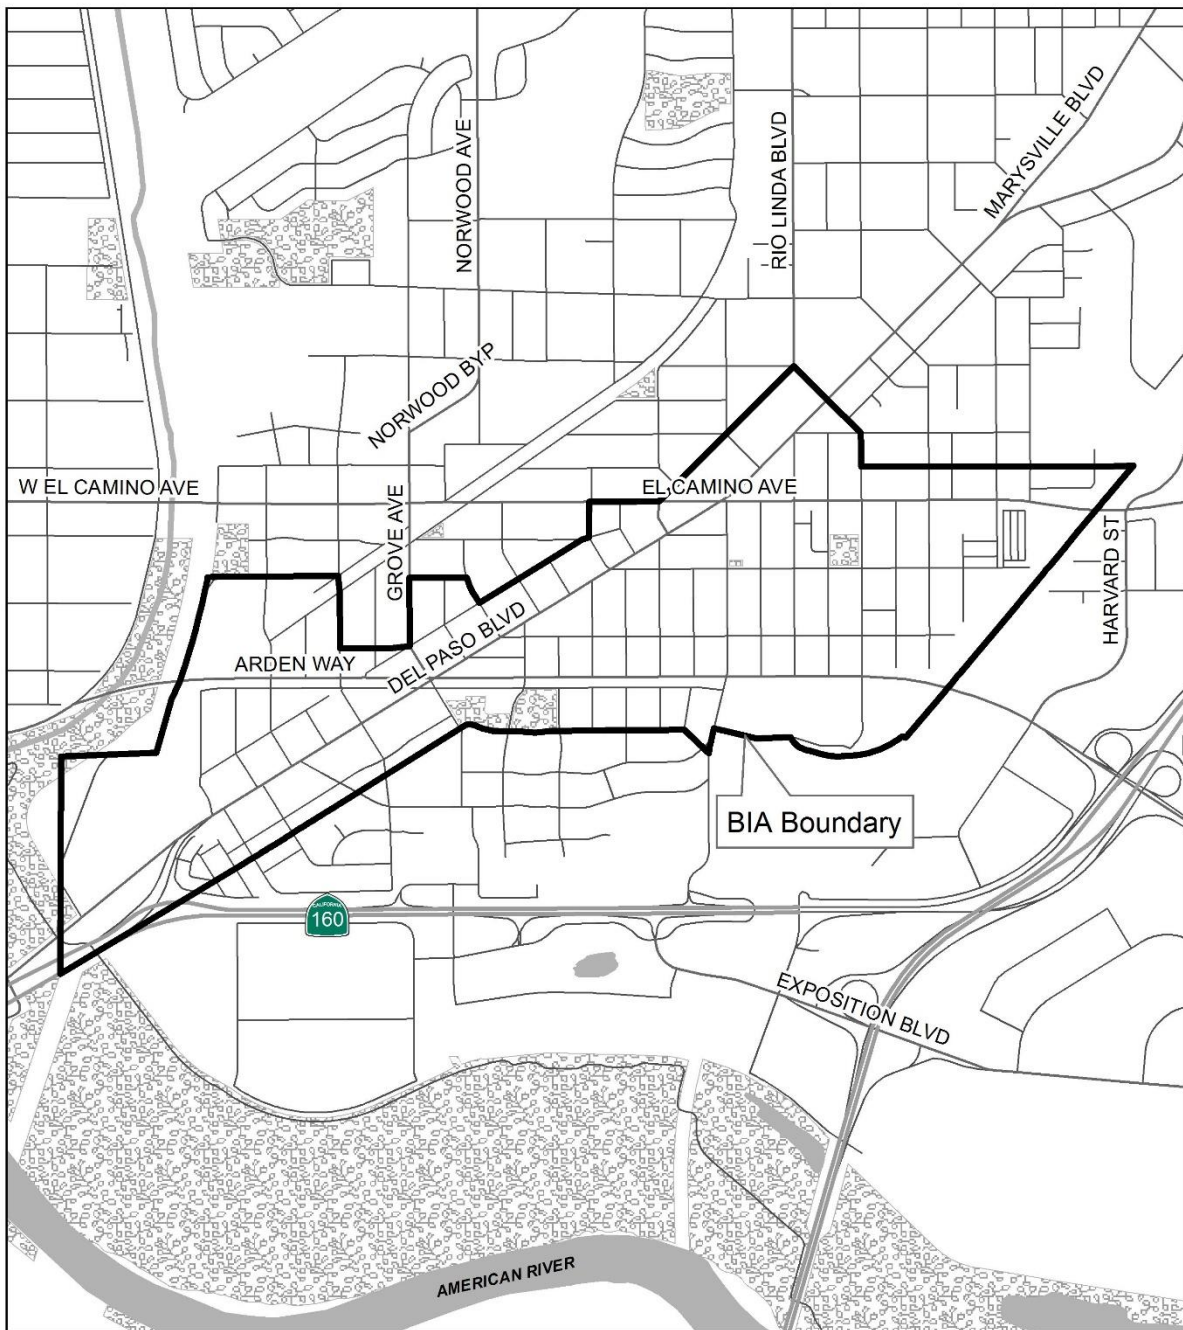 MARYSVILLE BLVD
NORWOOD AVE
RIO LINDA BLVD
NORWOOD BYP
W EL CAMINO AVE
EL CAMINO AVE
GROVE AVE
HARVARD ST
DEL PASO BLVD
ARDEN WAY
BIA Boundary
CALIFORNIA
160
EXPOSITION BLVD
AMERICAN RIVER